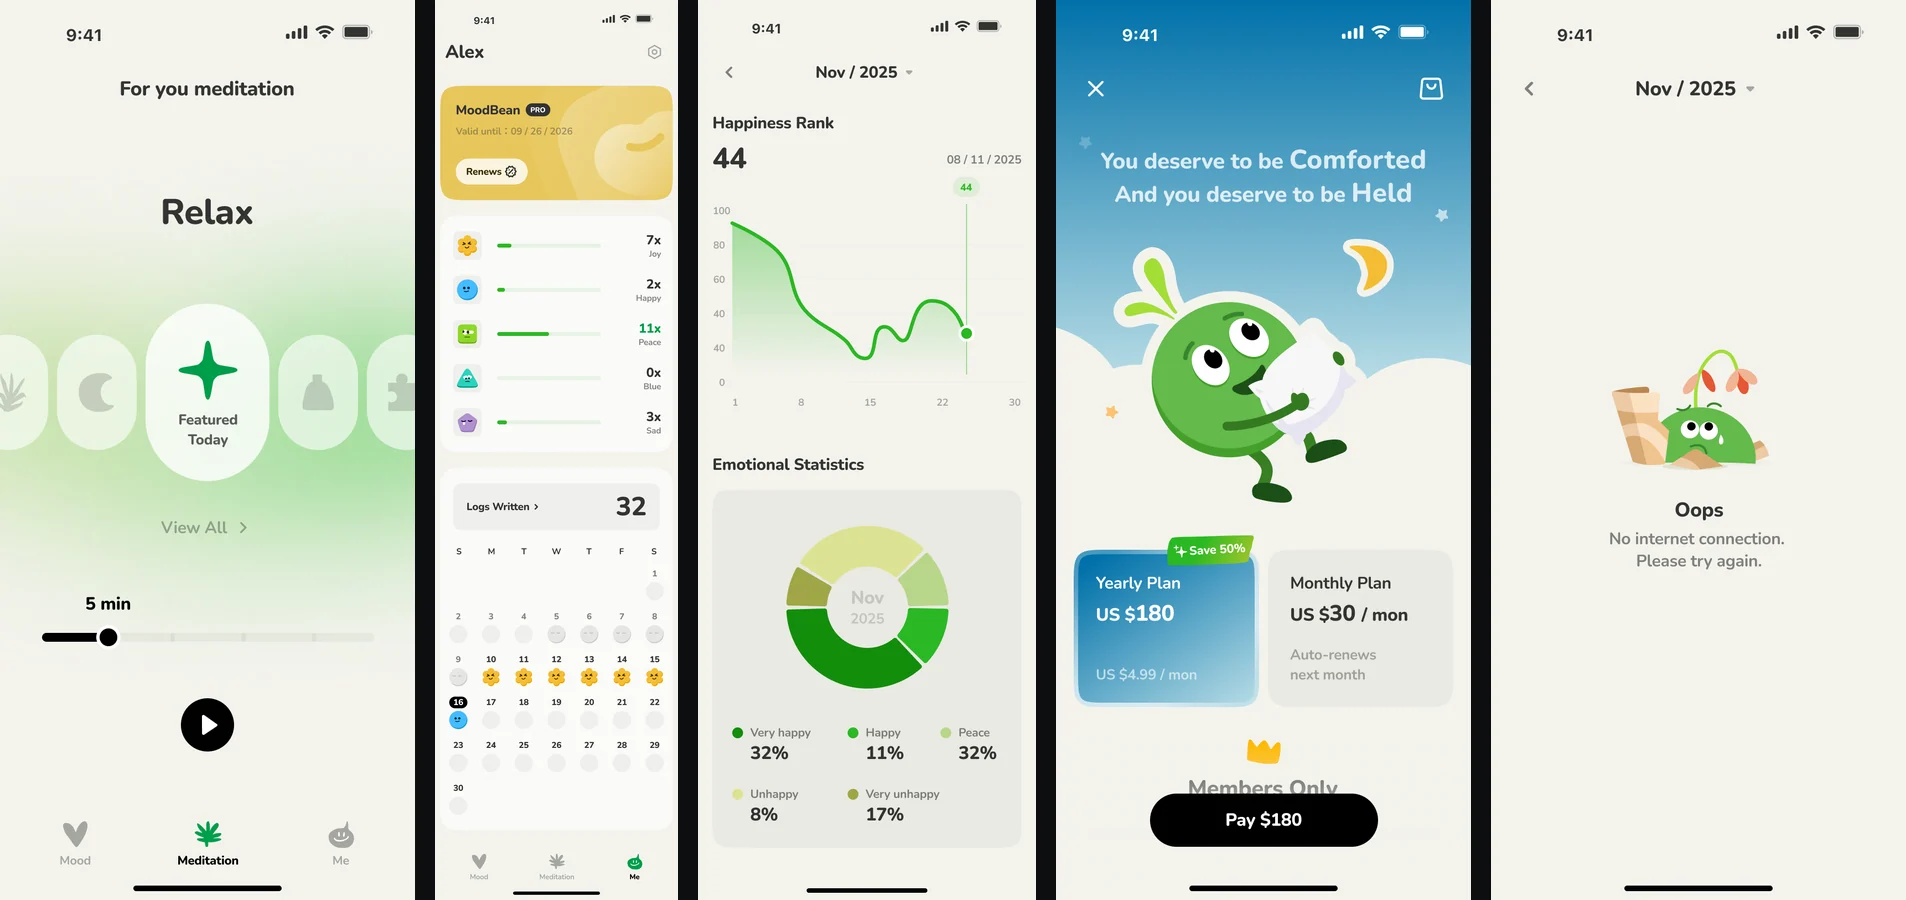 9:41
For you meditation
Relax
Featured
Today
View All >
5 min
Mood
Meditation
Me
9:41
Alex
MoodBean PRO
Valid until : 09 / 26 / 2026
Renews
7x
Joy
2x
Happy
11x
Peace
0x
Blue
3x
Sad
Logs Written > 32
S M T W T F S
1
2 3 4 5 6 7 8
9 10 11 12 13 14 15
16 17 18 19 20 21 22
23 24 25 26 27 28 29
30
Mood Meditation Me
9:41
Nov / 2025
Happiness Rank
44
08 / 11 / 2025
44
100
80
60
40
40
0
1 8 15 22 30
Emotional Statistics
Nov
2025
Very happy
32%
Happy
11%
Peace
32%
Unhappy
8%
Very unhappy
17%
9:41
You deserve to be Comforted
And you deserve to be Held
Save 50%
Yearly Plan
US $180
US $4.99 / mon
Monthly Plan
US $30 / mon
Auto-renews
next month
Members Only
Pay $180
9:41
Nov / 2025
Oops
No internet connection.
Please try again.